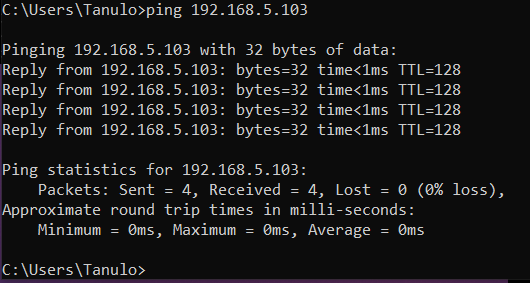 C:\Users\Tanulo>ping 192.168.5.103
Pinging 192.168.5.103 with 32 bytes of data:
Reply from 192.168.5.103: bytes=32 time<1ms TTL=128
Reply from 192.168.5.103: bytes=32 time<1ms TTL=128
Reply from 192.168.5.103: bytes=32 time<1ms TTL=128
Reply from 192.168.5.103: bytes=32 time<1ms TTL=128
Ping statistics for 192.168.5.103:
    Packets: Sent = 4, Received = 4, Lost = 0 (0% loss),
Approximate round trip times in milli-seconds:
    Minimum = 0ms, Maximum = 0ms, Average = 0ms
C:\Users\Tanulo>